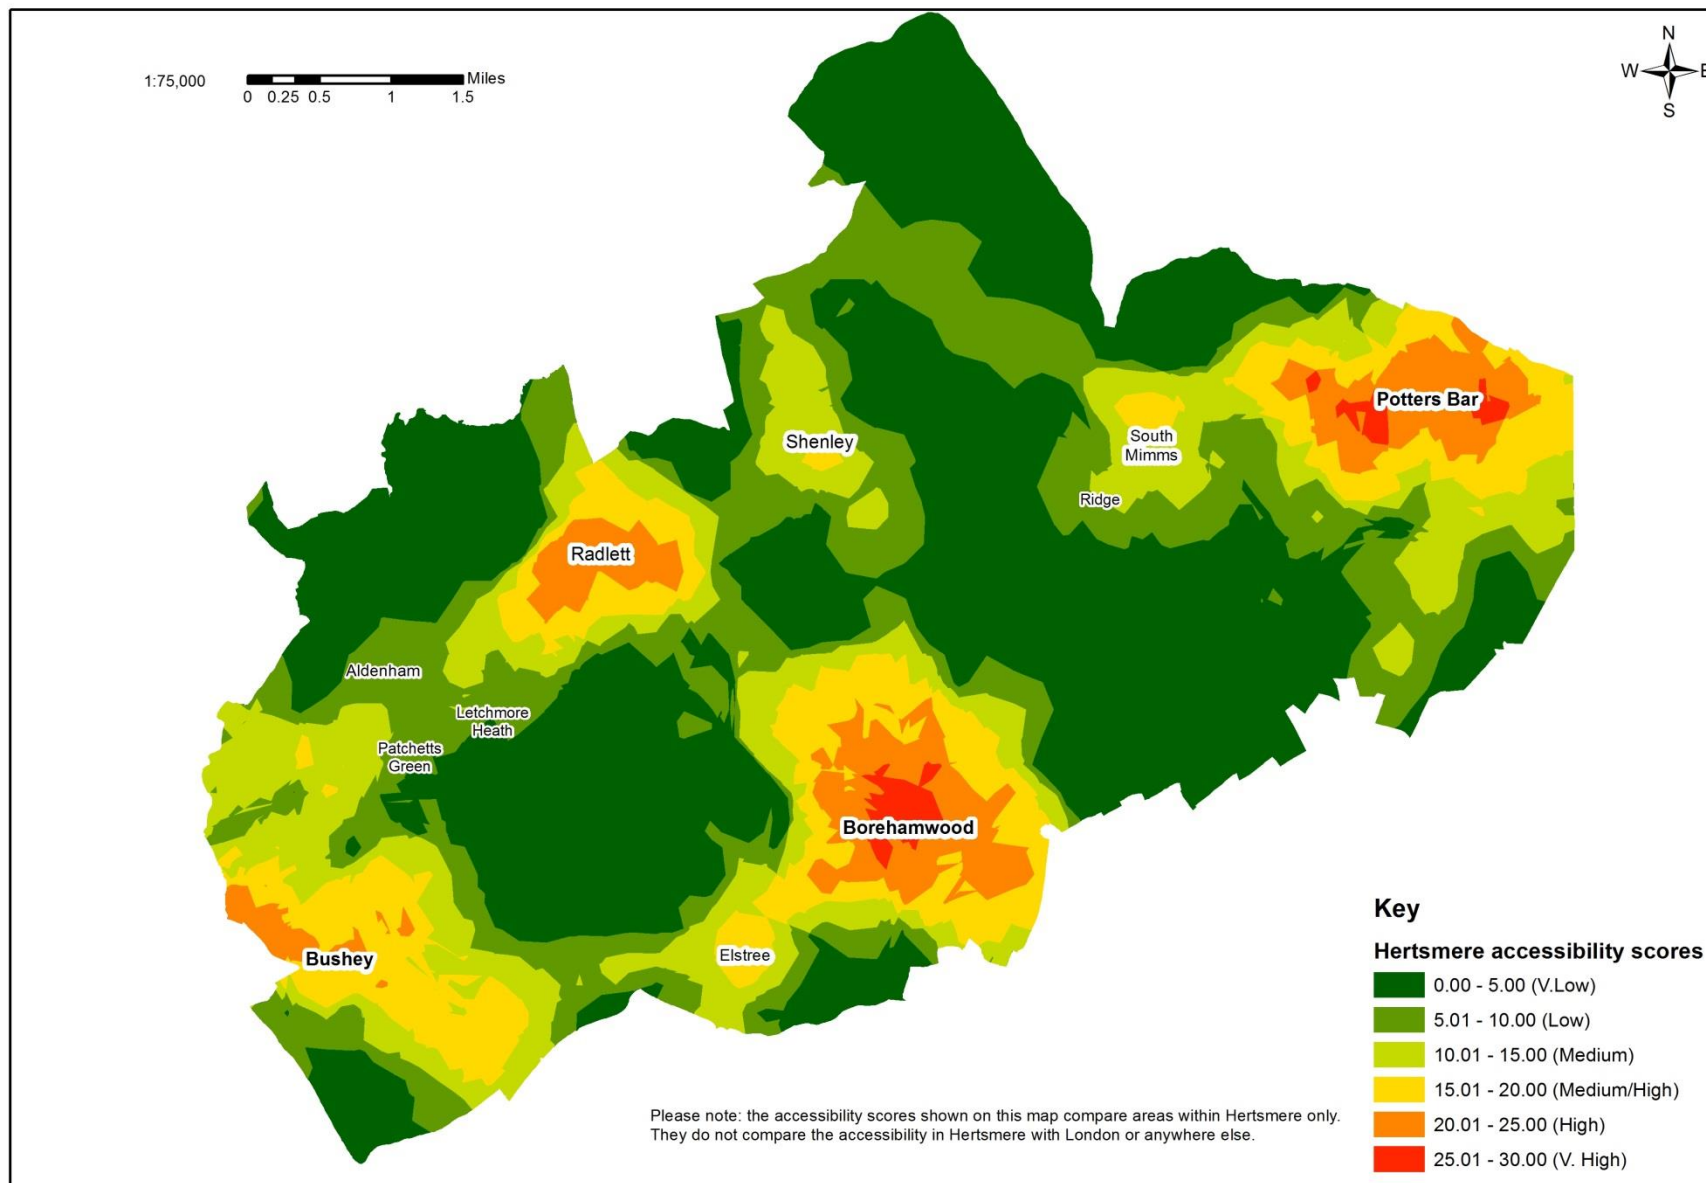 N
W E
S
1:75,000
Miles
0 0.25 0.5 1 1.5
Potters Bar
Shenley
South
Mimms
Ridge
Radlett
Aldenham
Letchmore
Heath
Patchetts
Green
Borehamwood
Elstree
Bushey
Key
Hertsmere accessibility scores
0.00 - 5.00 (V.Low)
5.01 - 10.00 (Low)
10.01 - 15.00 (Medium)
15.01 - 20.00 (Medium/High)
20.01 - 25.00 (High)
25.01 - 30.00 (V. High)
Please note: the accessibility scores shown on this map compare areas within Hertsmere only.
They do not compare the accessibility in Hertsmere with London or anywhere else.